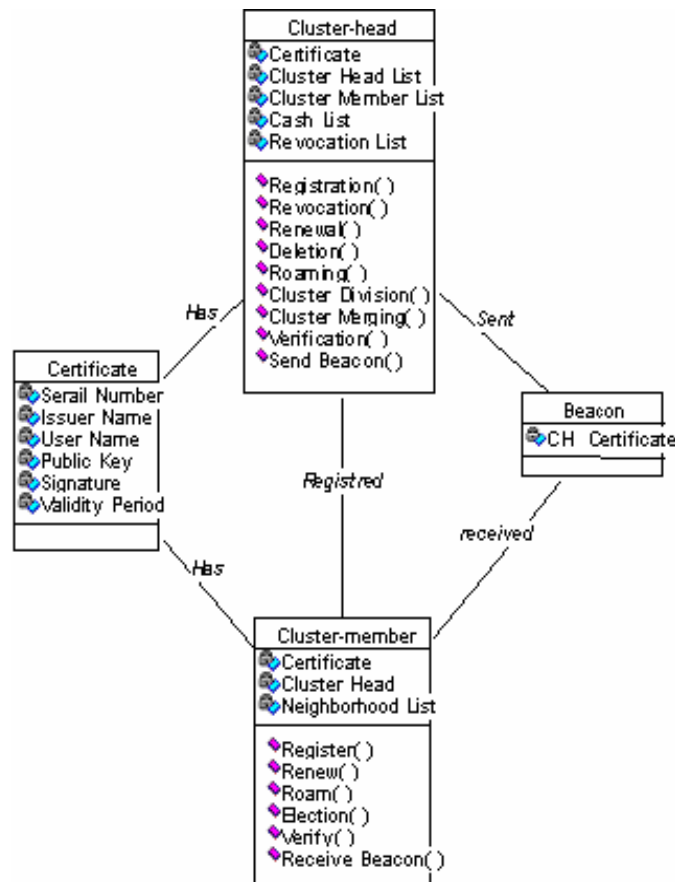 Cluster-head
Certificate
Cluster Head List
Cluster Member List
Cash List
Revocation List
Registration( )
Revocation( )
Renewal( )
Deletion( )
Roaming( )
Cluster Division( )
Cluster Merging( )
Verification( )
Send Beacon( )
Has
Sent
Certificate
Serail Number
Issuer Name
User Name
Public Key
Signature
Validity Period
Beacon
CH Certificate
Registred
received
Has
Cluster-member
Certificate
Cluster Head
Neighborhood List
Register( )
Renew( )
Roam( )
Election( )
Verify( )
Receive Beacon( )